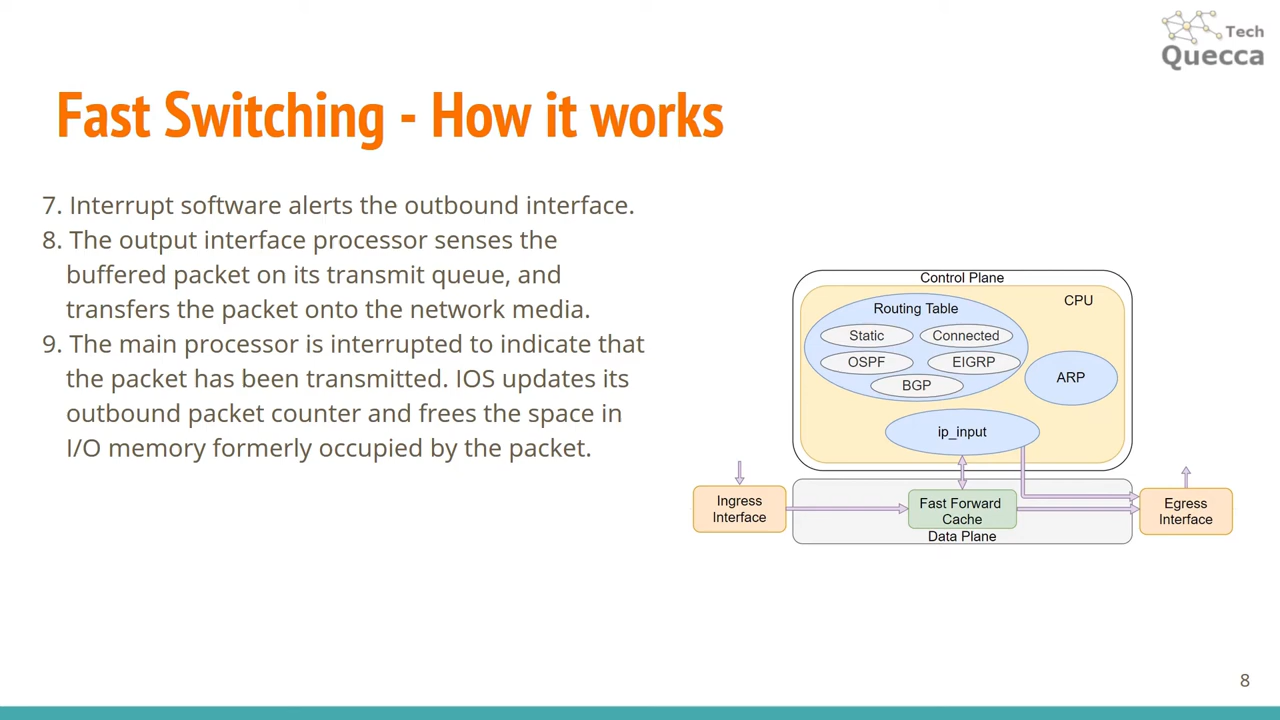 Tech
Quecca
Fast Switching - How it works
7. Interrupt software alerts the outbound interface.
8. The output interface processor senses the
buffered packet on its transmit queue, and
transfers the packet onto the network media.
9. The main processor is interrupted to indicate that
the packet has been transmitted. IOS updates its
outbound packet counter and frees the space in
I/O memory formerly occupied by the packet.
Control Plane
CPU
Routing Table
Static
Connected
OSPF
EIGRP
BGP
ARP
ip_input
Ingress
Interface
Fast Forward
Cache
Data Plane
Egress
Interface
8